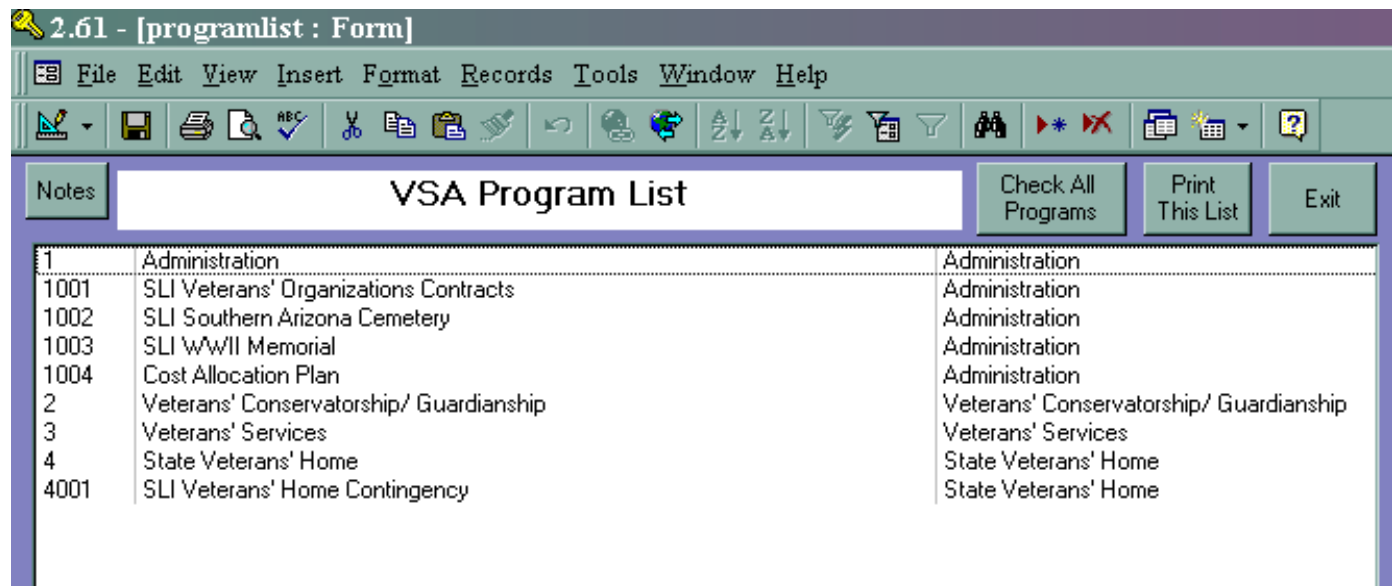 2.61 - [programlist : Form]
File Edit View Insert Format Records Tools Window Help
ABC A Z Z A
Notes VSA Program List Check All Programs Print This List Exit
1 Administration Administration
1001 SLI Veterans' Organizations Contracts Administration
1002 SLI Southern Arizona Cemetery Administration
1003 SLI WWII Memorial Administration
1004 Cost Allocation Plan Administration
2 Veterans' Conservatorship/ Guardianship Veterans' Conservatorship/ Guardianship
3 Veterans' Services Veterans' Services
4 State Veterans' Home State Veterans' Home
4001 SLI Veterans' Home Contingency State Veterans' Home